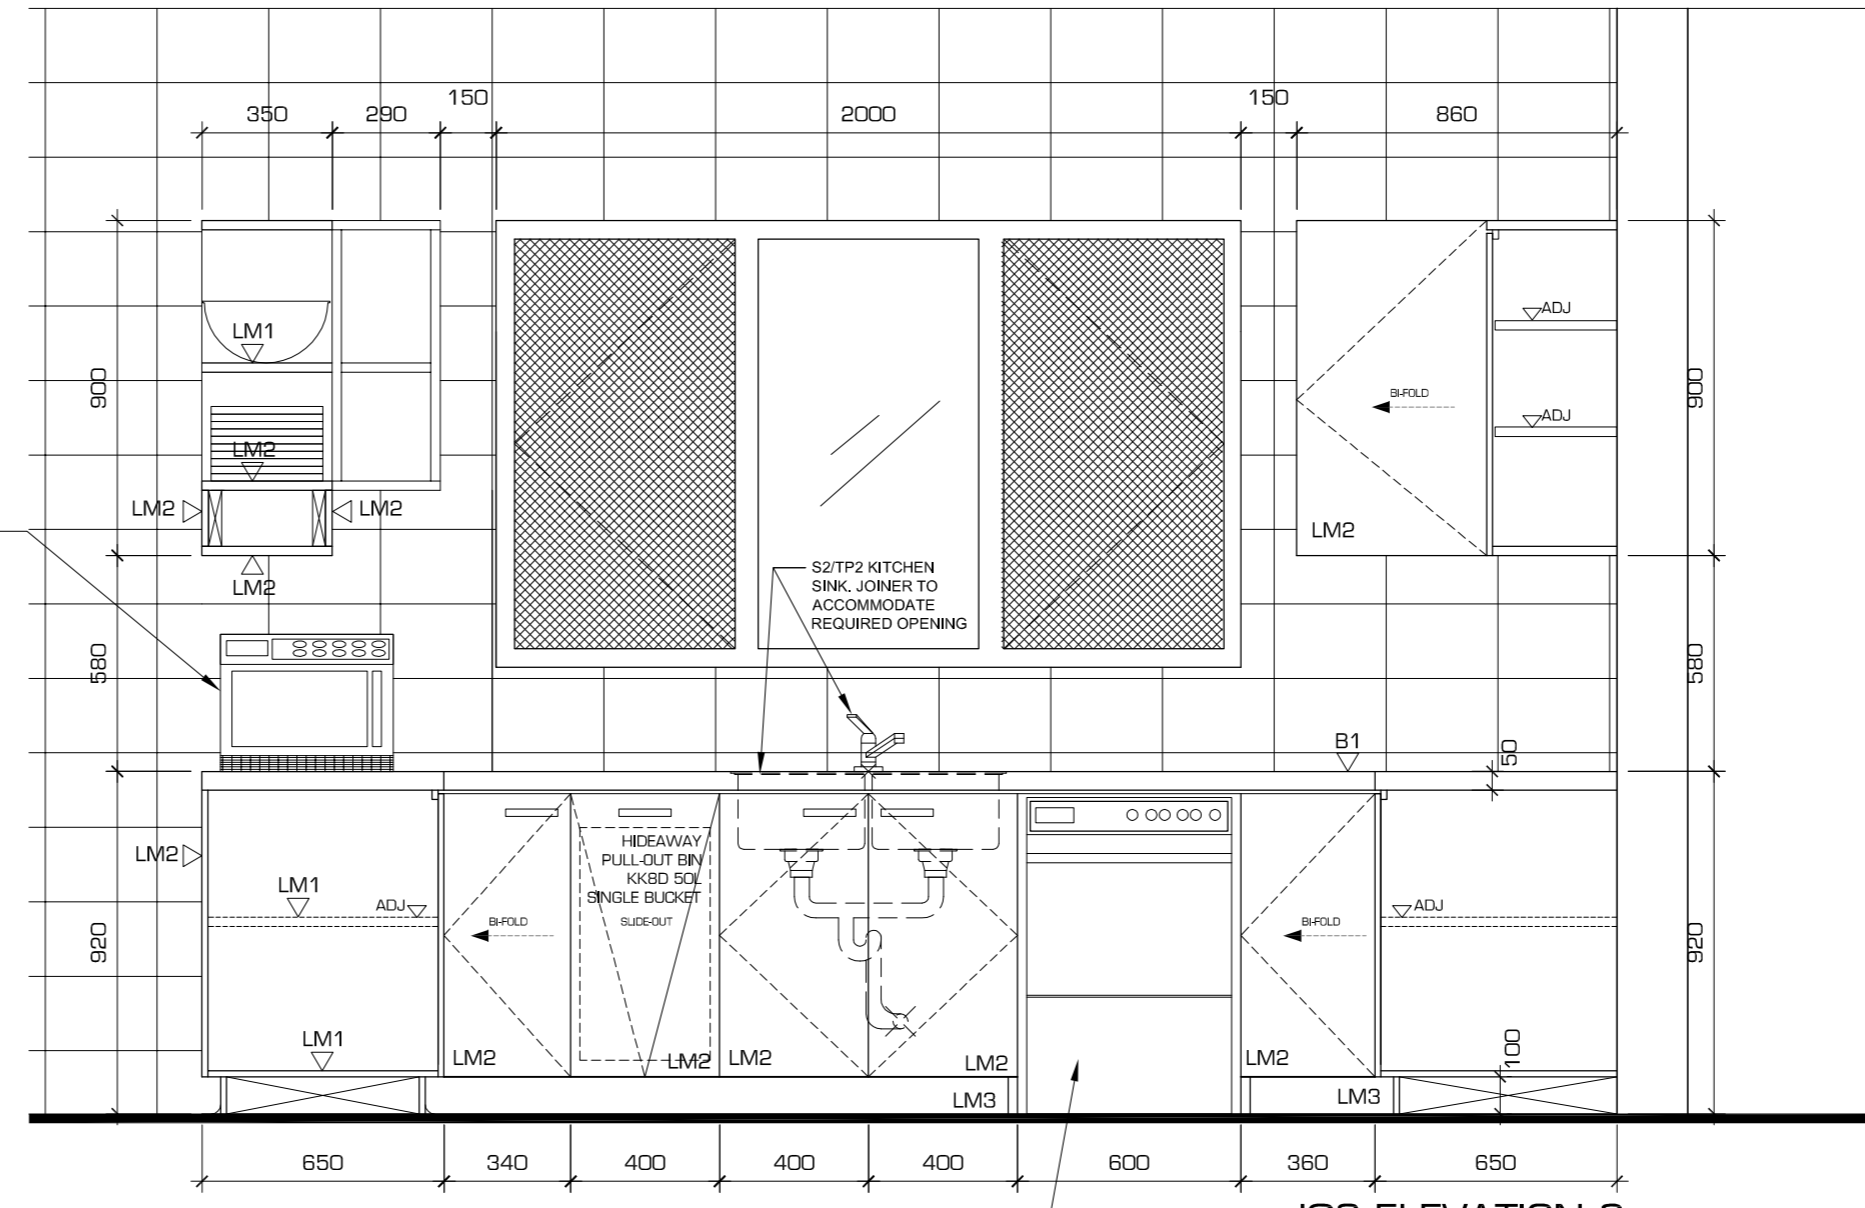 350
290
150
2000
150
860
LM1
LM2
LM2
LM2
LM2
900
580
920
ADJ
ADJ
BI-FOLD
LM2
900
580
920
S2/TP2 KITCHEN
SINK. JOINER TO
ACCOMMODATE
REQUIRED OPENING
B1
50
LM2
LM1
ADJ
LM1
BI-FOLD
LM2
HIDEAWAY
PULL-OUT BIN
KK8D 50L
SINGLE BUCKET
SLIDE-OUT
LM2
LM2
LM2
LM3
BI-FOLD
LM2
LM3
ADJ
100
650
340
400
400
400
600
360
650